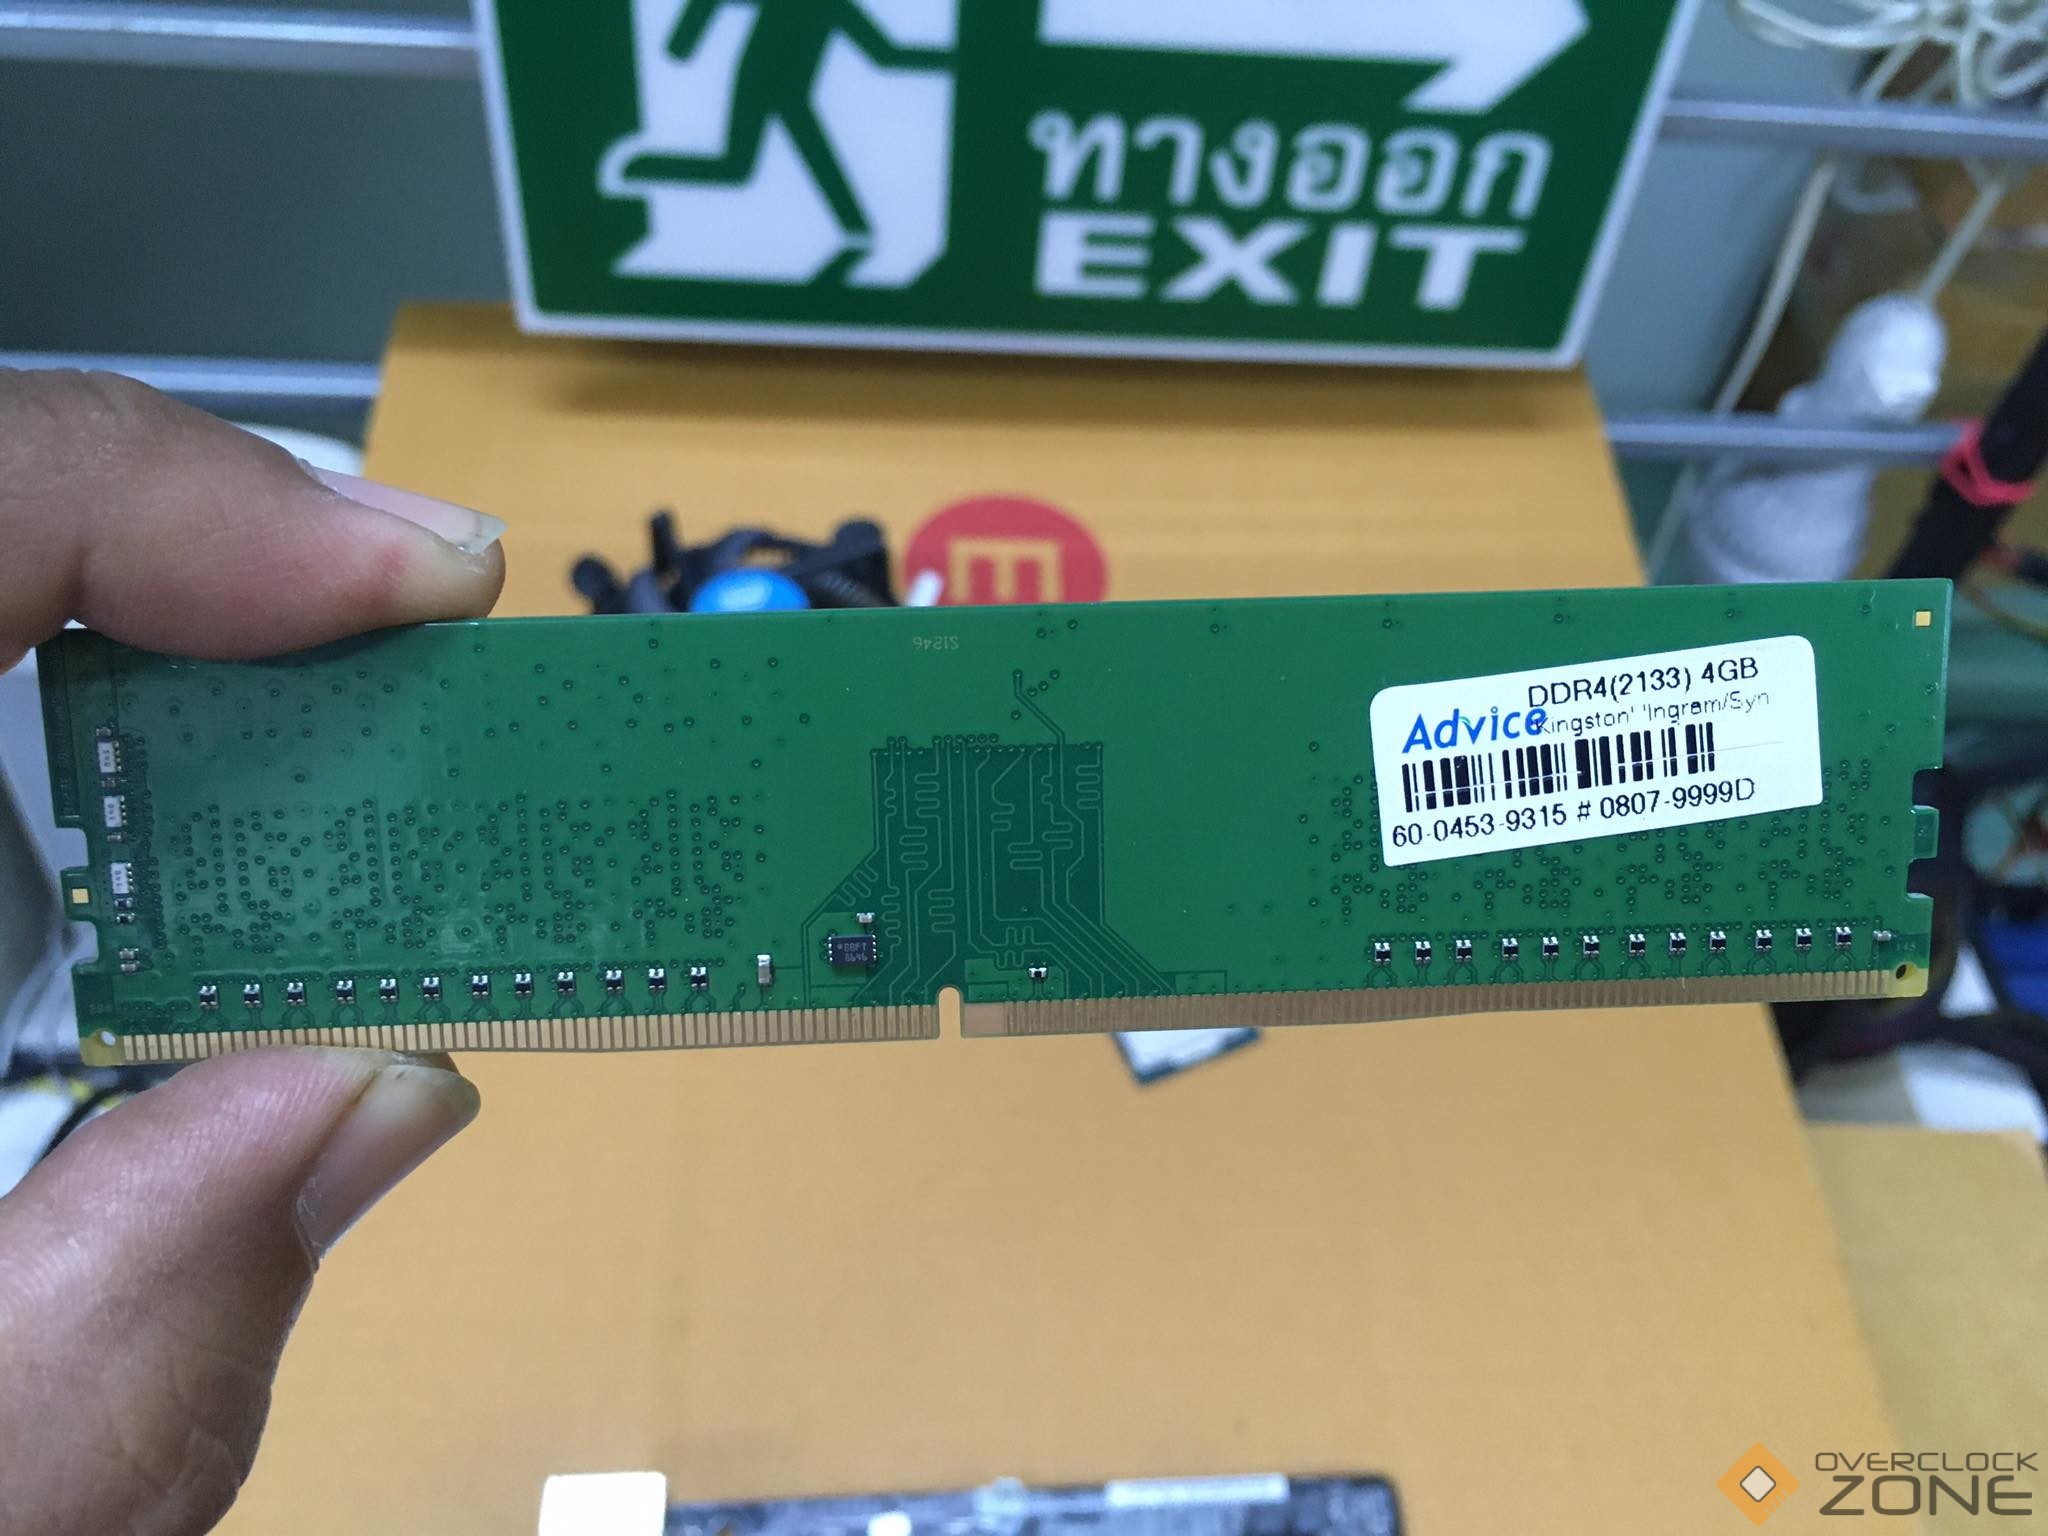 ทางออก
EXIT
DDR4(2133) 4GB
Advice
'Kingston' 'Ingram/Syn
60-0453-9315 # 0807-9999D
OVERCLOCK
ZONE